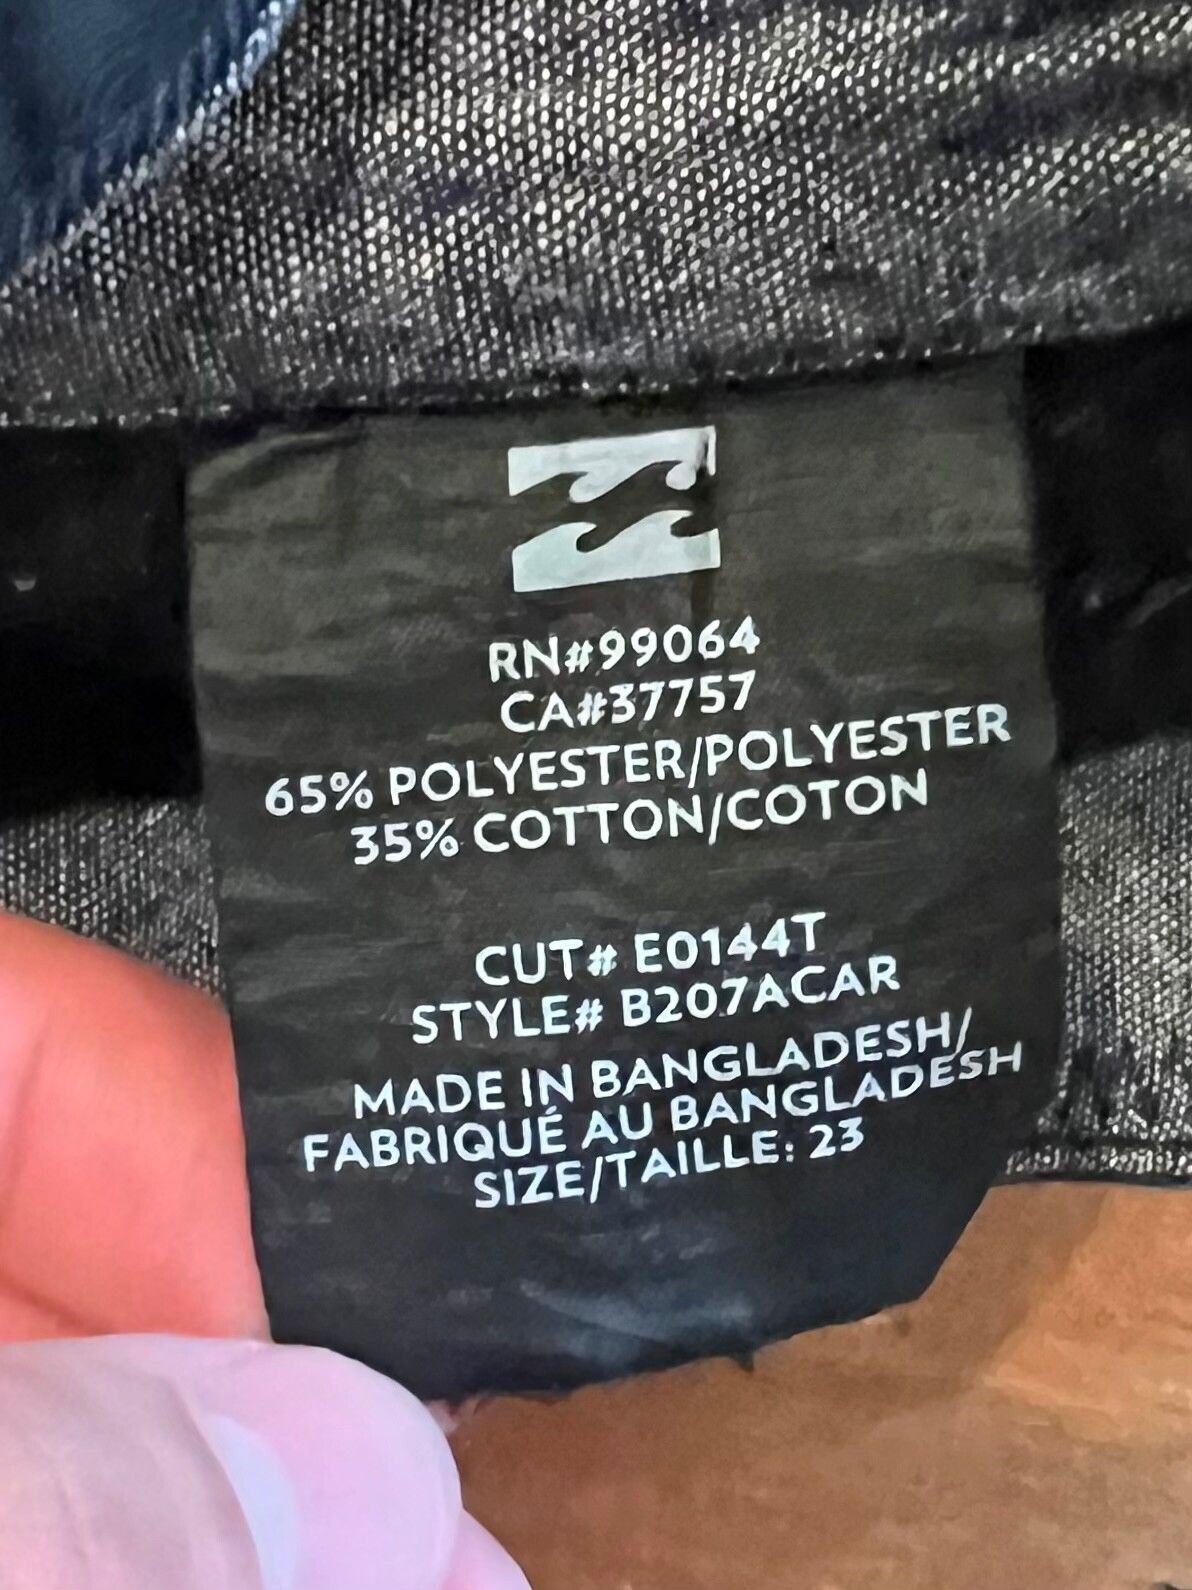 RN#99064
CA#37757
65% POLYESTER/POLYESTER
35% COTTON/COTON
CUT# E0144T
STYLE# B207ACAR
MADE IN BANGLADESH/
FABRIQUÉ AU BANGLADESH
SIZE/TAILLE: 23